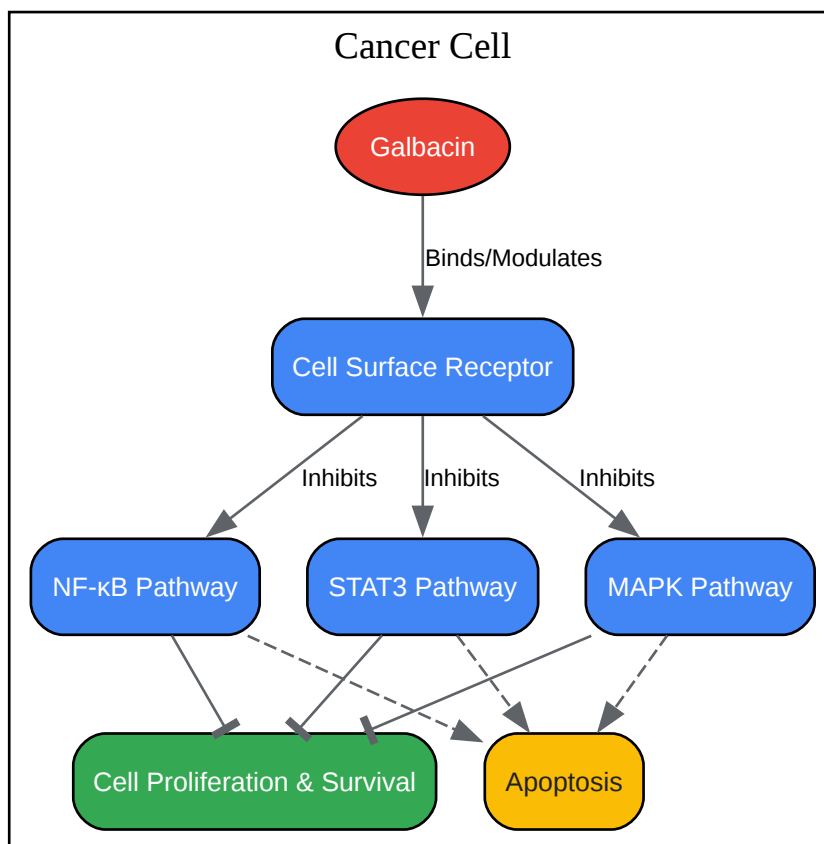 Cancer Cell
Galbacin
Binds/Modulates
Cell Surface Receptor
Inhibits
Inhibits
Inhibits
NF-κB Pathway
STAT3 Pathway
MAPK Pathway
Cell Proliferation & Survival
Apoptosis